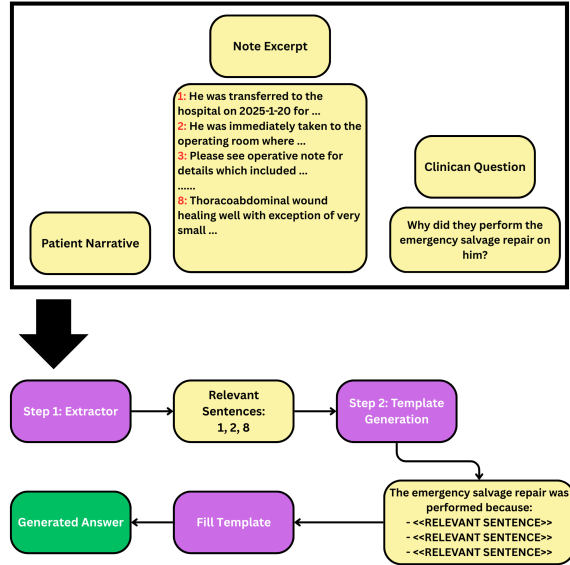 Note Excerpt
1: He was transferred to the
hospital on 2025-1-20 for ...
2: He was immediately taken to the
operating room where ...
3: Please see operative note for
details which included ...
......
8: Thoracoabdominal wound
healing well with exception of very
small ...
Clinican Question
Patient Narrative
Why did they perform the
emergency salvage repair on
him?
Step 1: Extractor
Relevant
Sentences:
1, 2, 8
Step 2: Template
Generation
The emergency salvage repair was
performed because:
- <<RELEVANT SENTENCE>>
- <<RELEVANT SENTENCE>>
- <<RELEVANT SENTENCE>>
Fill Template
Generated Answer